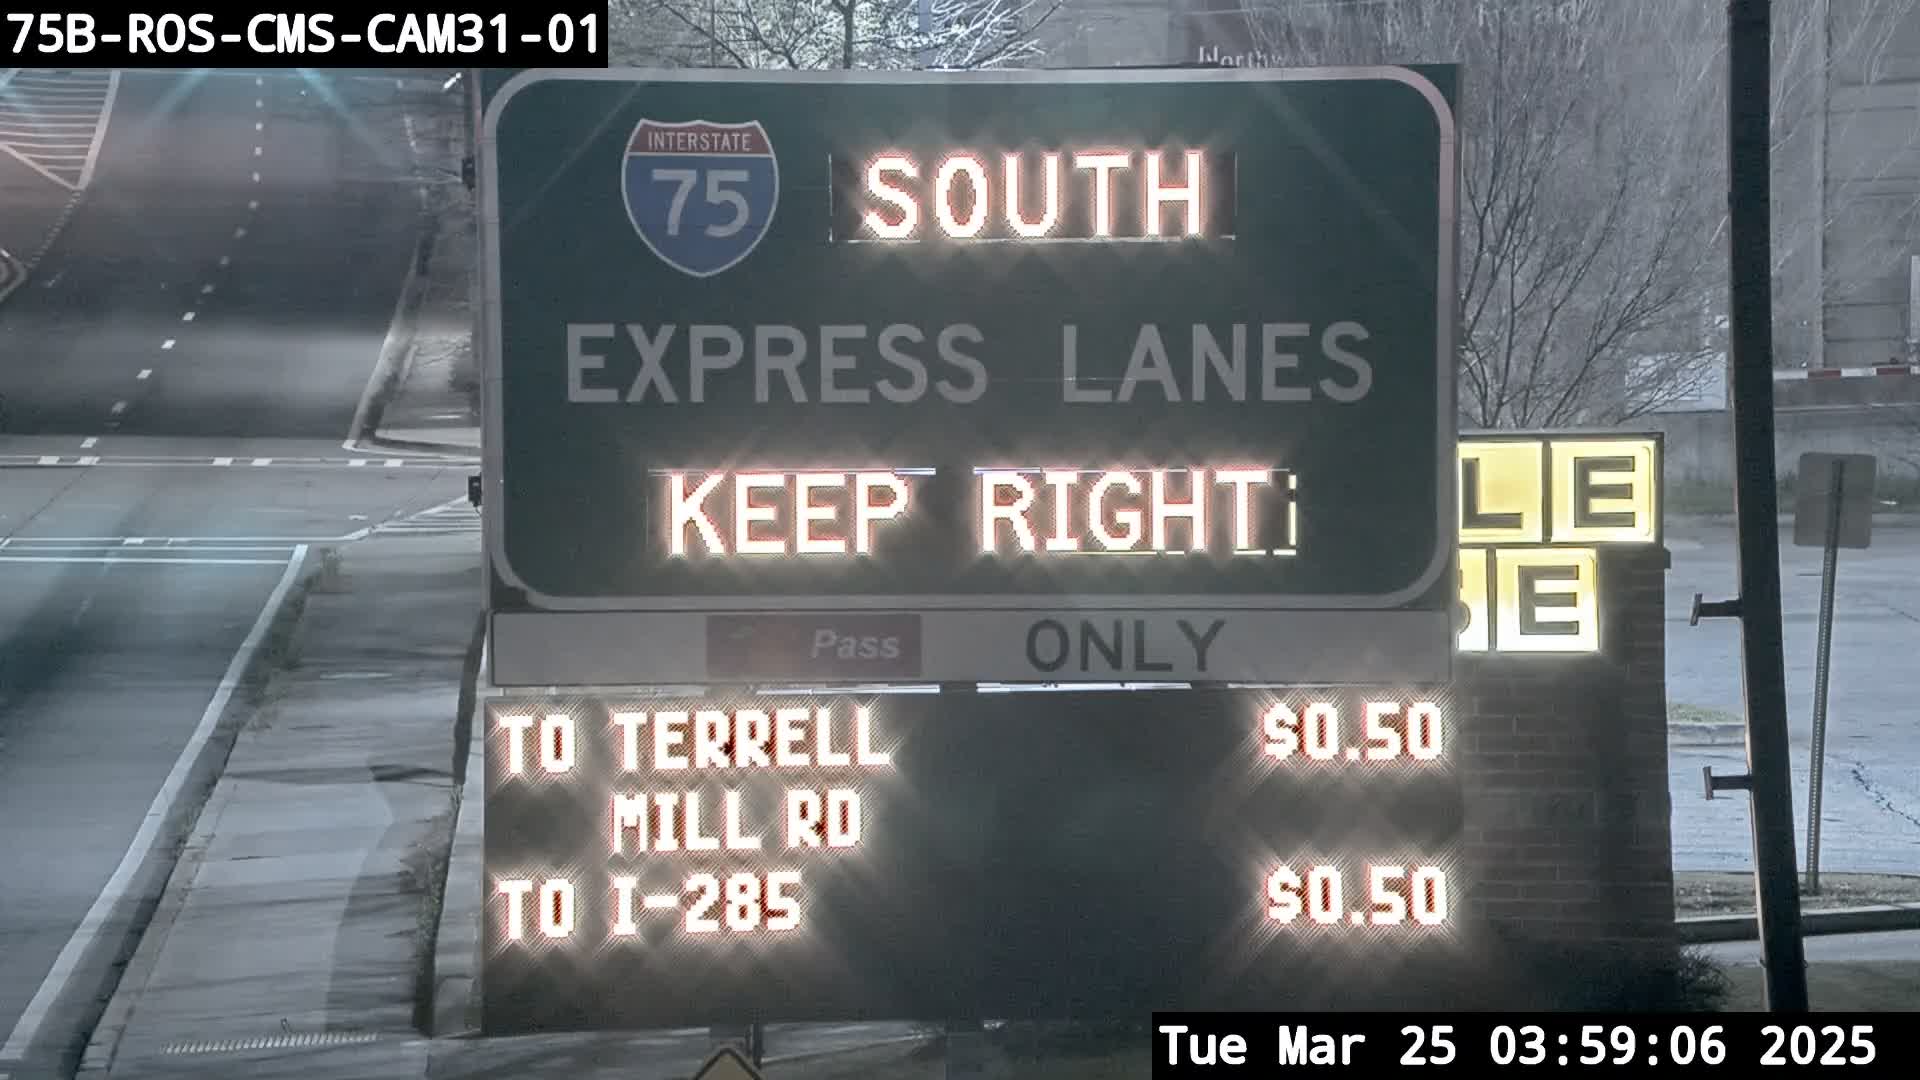 75B-ROS-CMS-CAM31-01
INTERSTATE
75
SOUTH
EXPRESS LANES
KEEP RIGHT
Pass ONLY
LE
E
TO TERRELL $0.50
MILL RD
TO I-285 $0.50
Tue Mar 25 03:59:06 2025